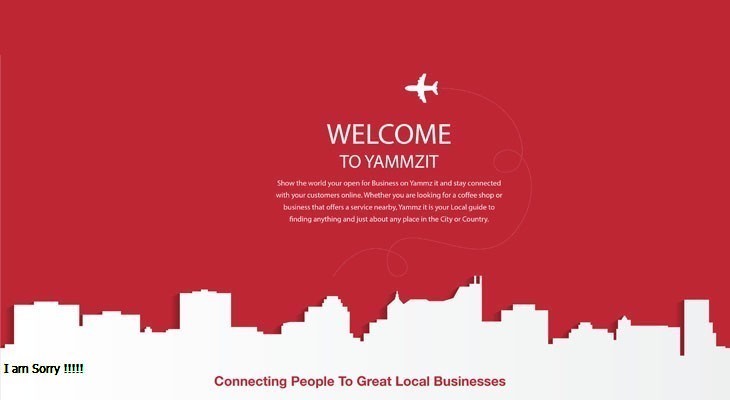 WELCOME
TO YAMMZIT
Show the world your open for Business on Yammz it and stay connected
with your customers online. Whether you are looking for a coffee shop or
business that offers a service nearby, Yammz it is your Local guide to
finding anything and just about any place in the City or Country.
I am Sorry !!!!!
Connecting People To Great Local Businesses